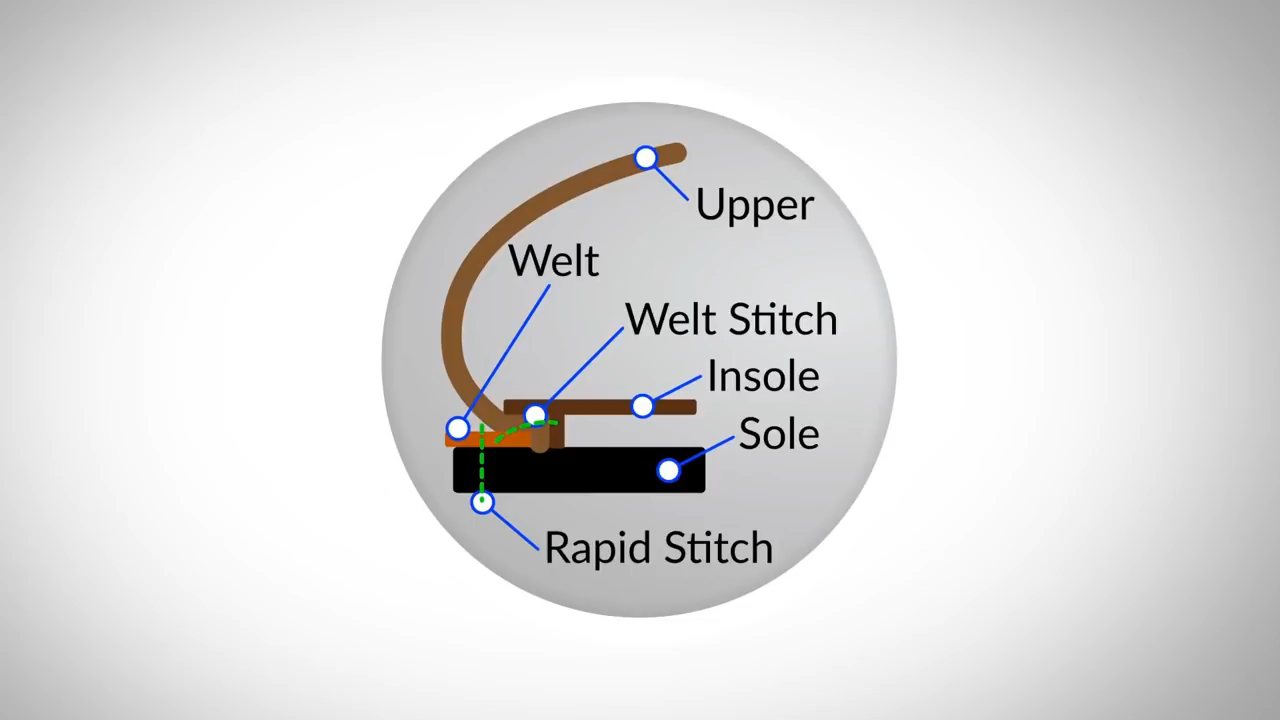 Upper
Welt
Welt Stitch
Insole
Sole
Rapid Stitch